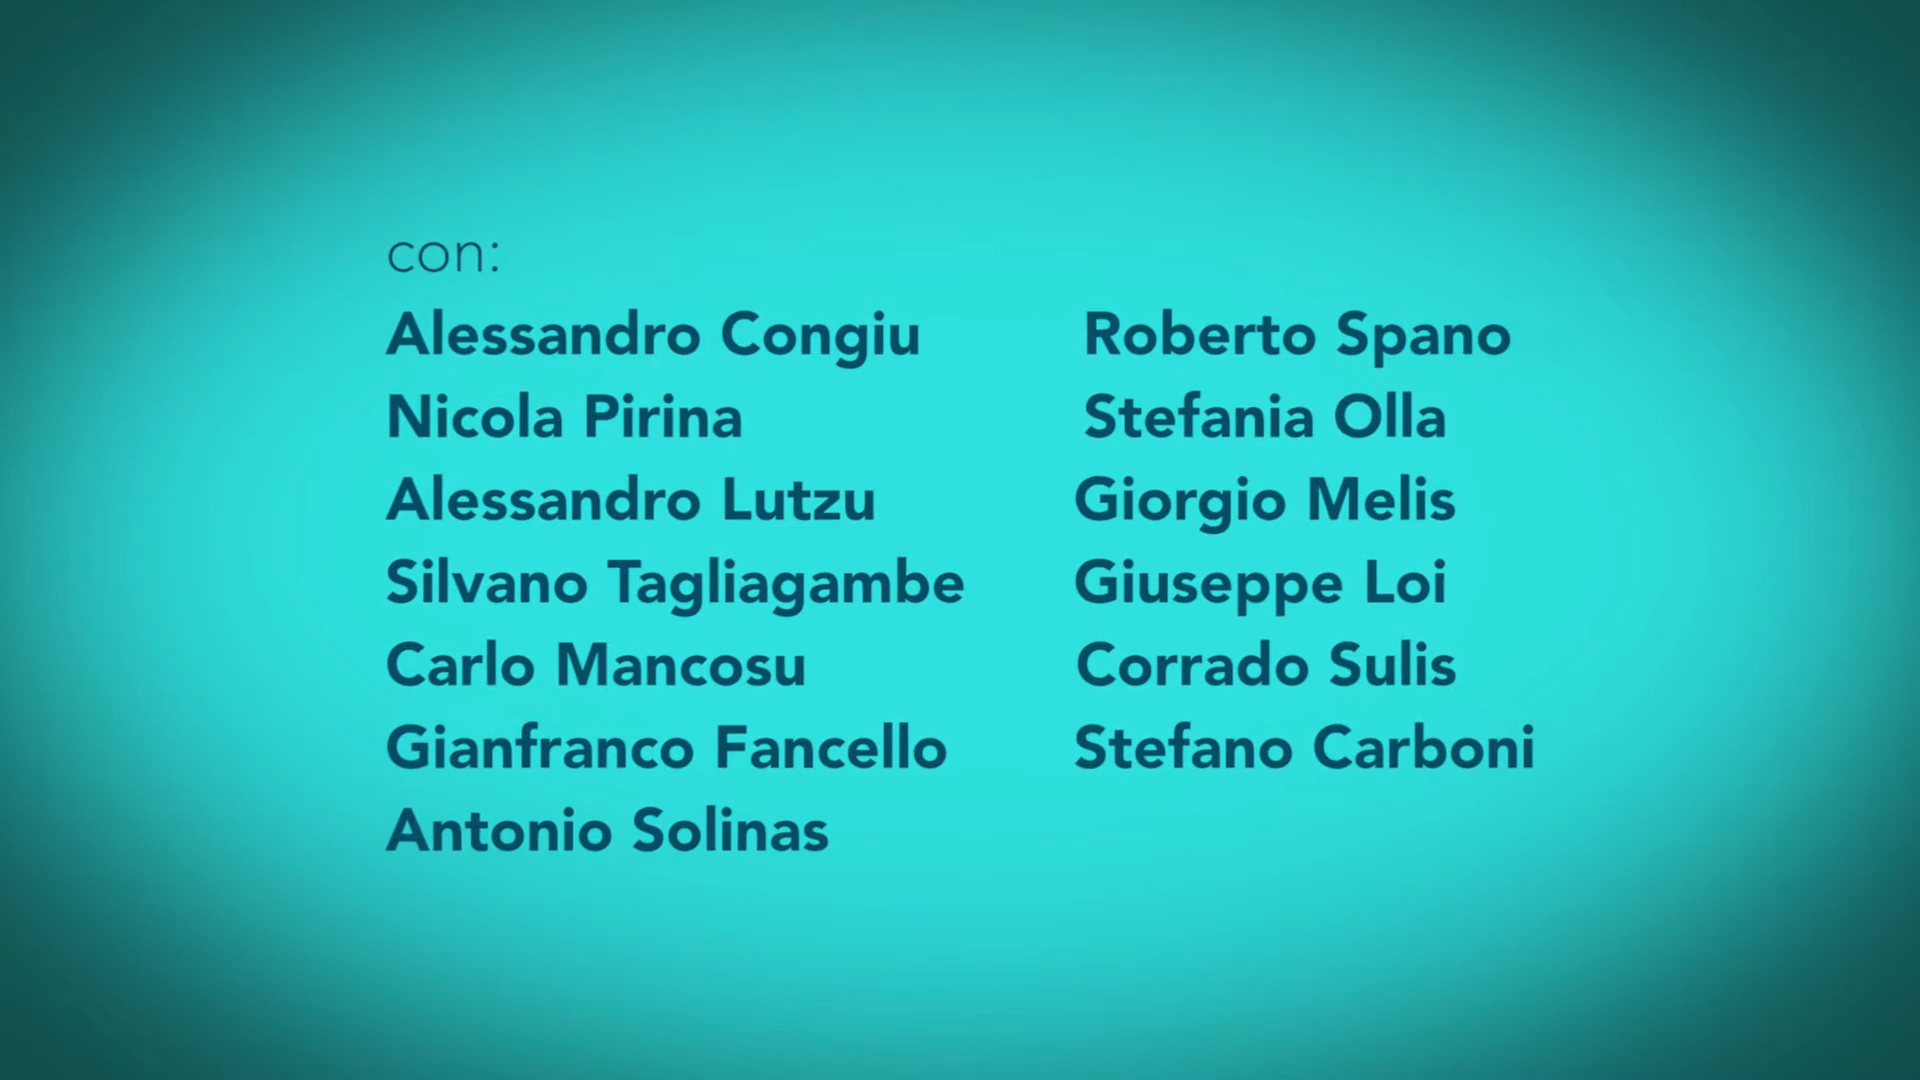 con:
Alessandro Congiu
Nicola Pirina
Alessandro Lutzu
Silvano Tagliagambe
Carlo Mancosu
Gianfranco Fancello
Antonio Solinas
Roberto Spano
Stefania Olla
Giorgio Melis
Giuseppe Loi
Corrado Sulis
Stefano Carboni